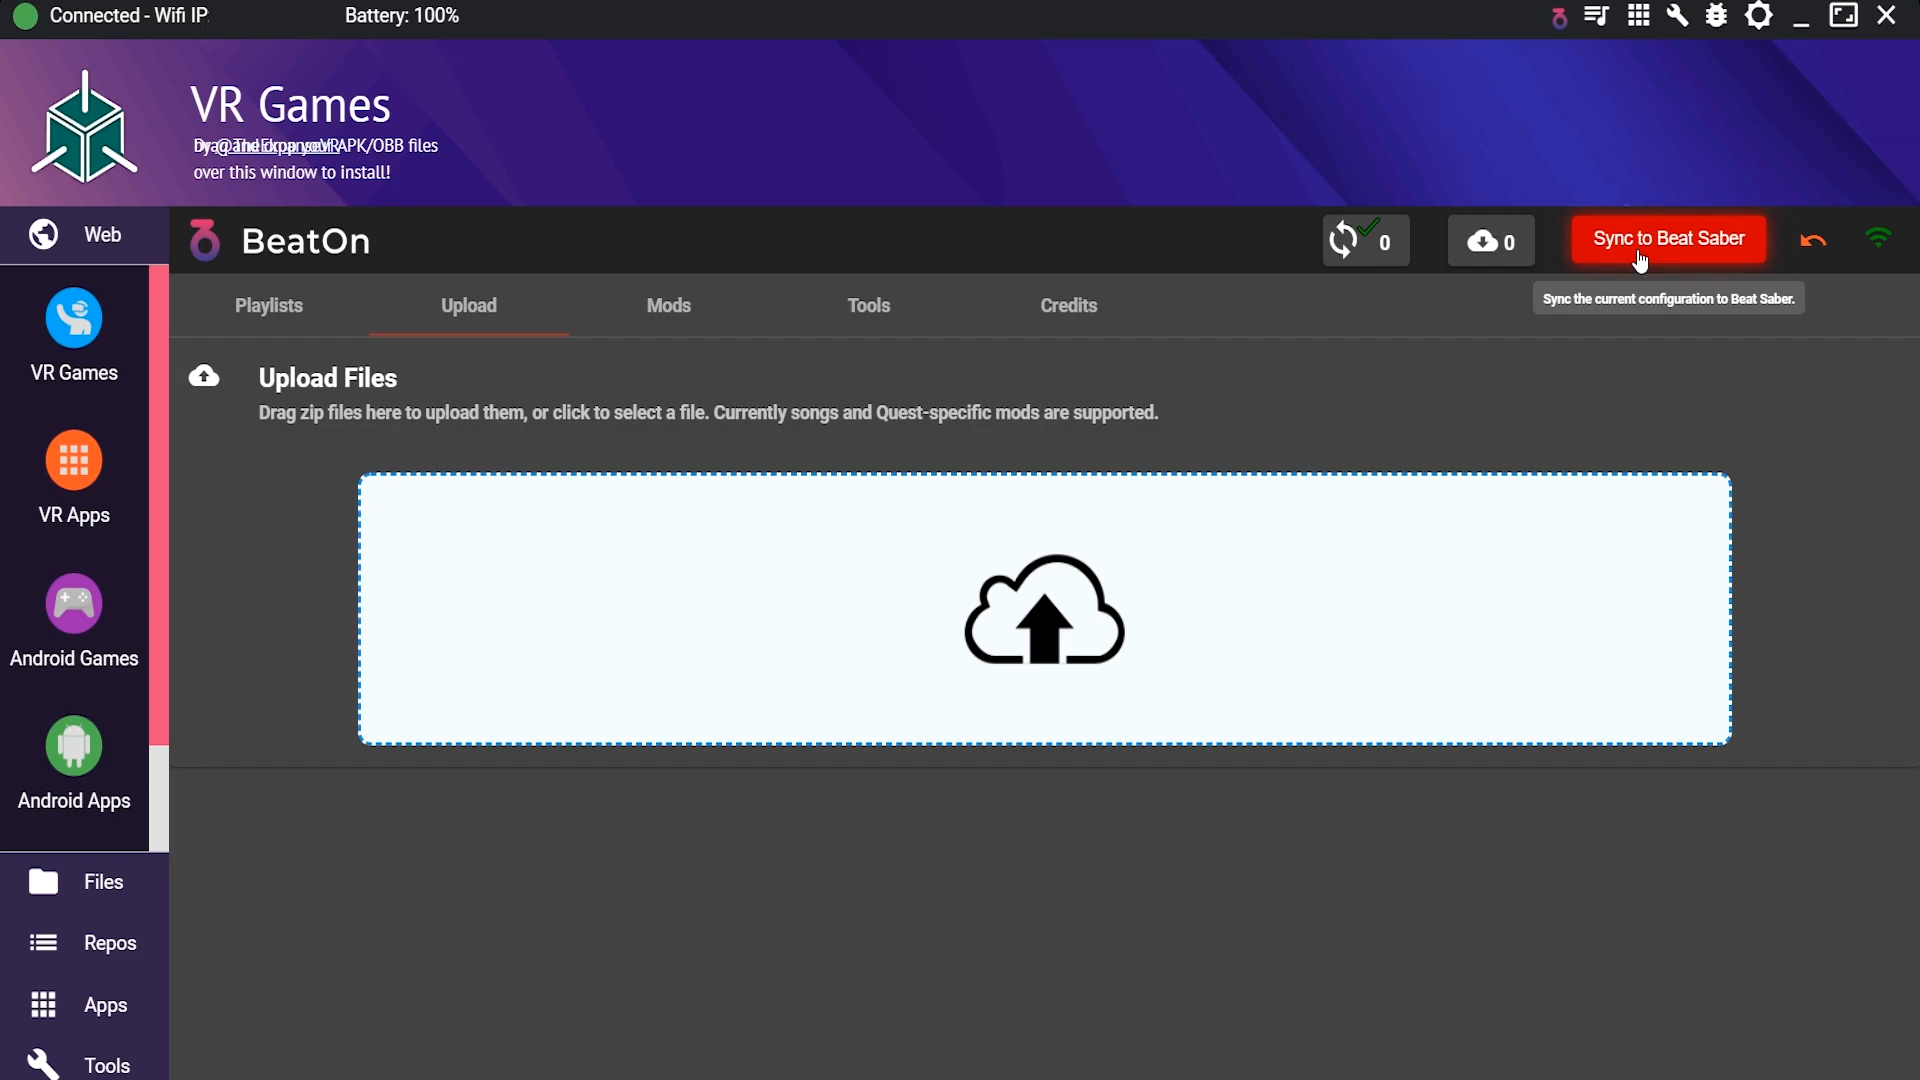 Connected - Wifi IP
Battery: 100%
VR Games
over this window to install!
APK/OBB files
Web
BeatOn
0
0
Sync to Beat Saber
Sync the current configuration to Beat Saber.
Playlists
Upload
Mods
Tools
Credits
Upload Files
Drag zip files here to upload them, or click to select a file. Currently songs and Quest-specific mods are supported.
VR Games
VR Apps
Android Games
Android Apps
Files
Repos
Apps
Tools